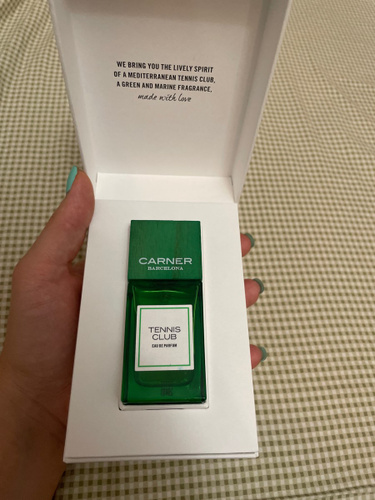 WE BRING YOU THE LIVELY SPIRIT
OF A MEDITERRANEAN TENNIS CLUB,
A GREEN AND MARINE FRAGRANCE,
made with love
CARNER
BARCELONA
TENNIS
CLUB
EAU DE PARFUM